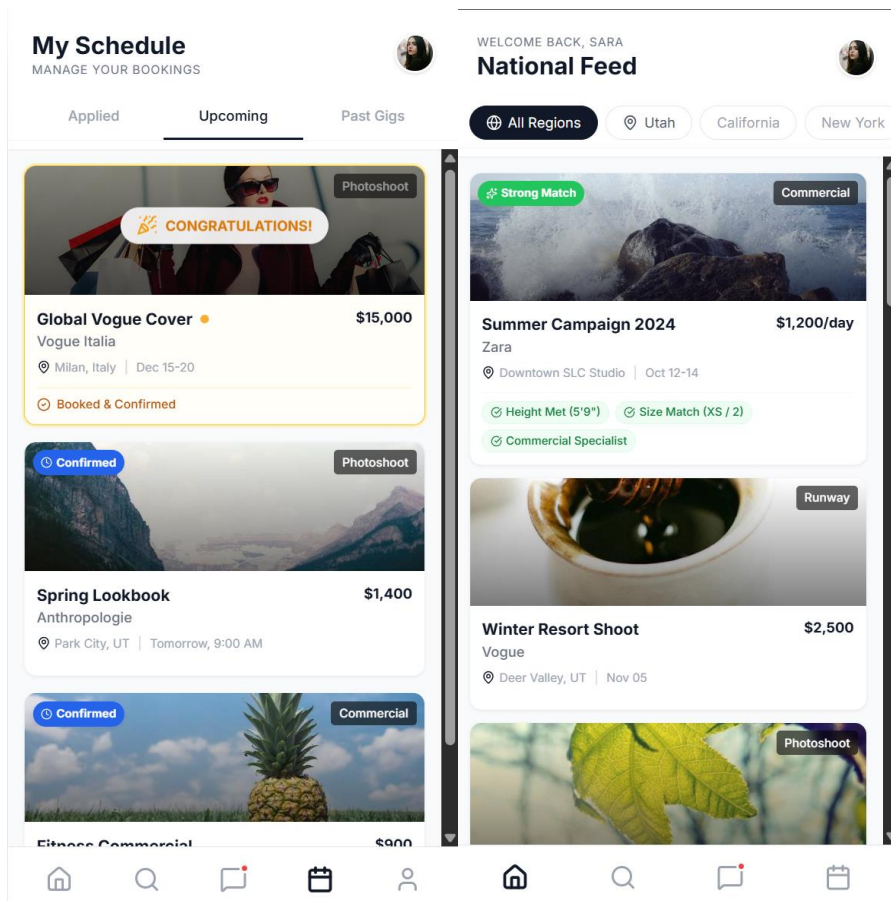 My Schedule
MANAGE YOUR BOOKINGS
Applied
Upcoming
Past Gigs
Photoshoot
CONGRATULATIONS!
Global Vogue Cover
$15,000
Vogue Italia
Milan, Italy | Dec 15-20
Booked & Confirmed
Confirmed
Photoshoot
Spring Lookbook
$1,400
Anthropologie
Park City, UT | Tomorrow, 9:00 AM
Confirmed
Commercial
Fitness Commercial
$900
WELCOME BACK, SARA
National Feed
All Regions
Utah
California
New York
Strong Match
Commercial
Summer Campaign 2024
$1,200/day
Zara
Downtown SLC Studio | Oct 12-14
Height Met (5'9")
Size Match (XS / 2)
Commercial Specialist
Runway
Winter Resort Shoot
$2,500
Vogue
Deer Valley, UT | Nov 05
Photoshoot